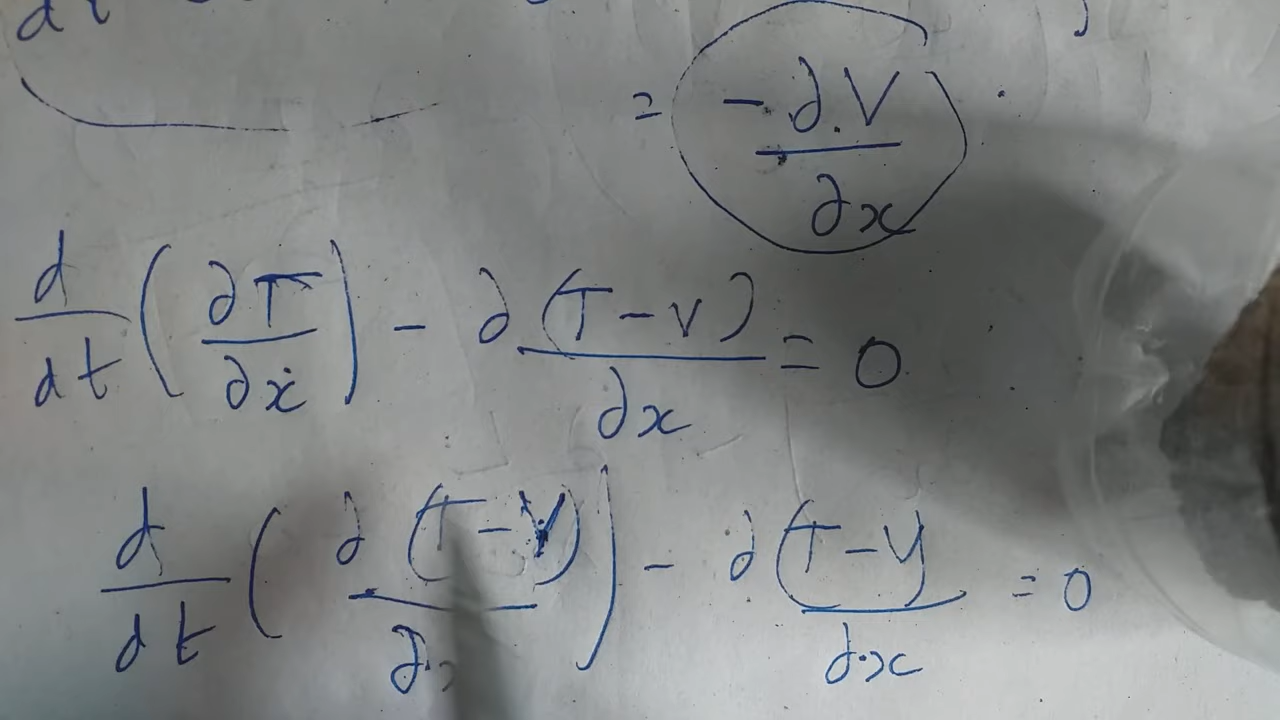 = -∂V/∂x
d/dt (∂T/∂ẋ) - ∂(T-V)/∂x = 0
d/dt (∂(T-V)/∂) - ∂(T-V)/∂x = 0